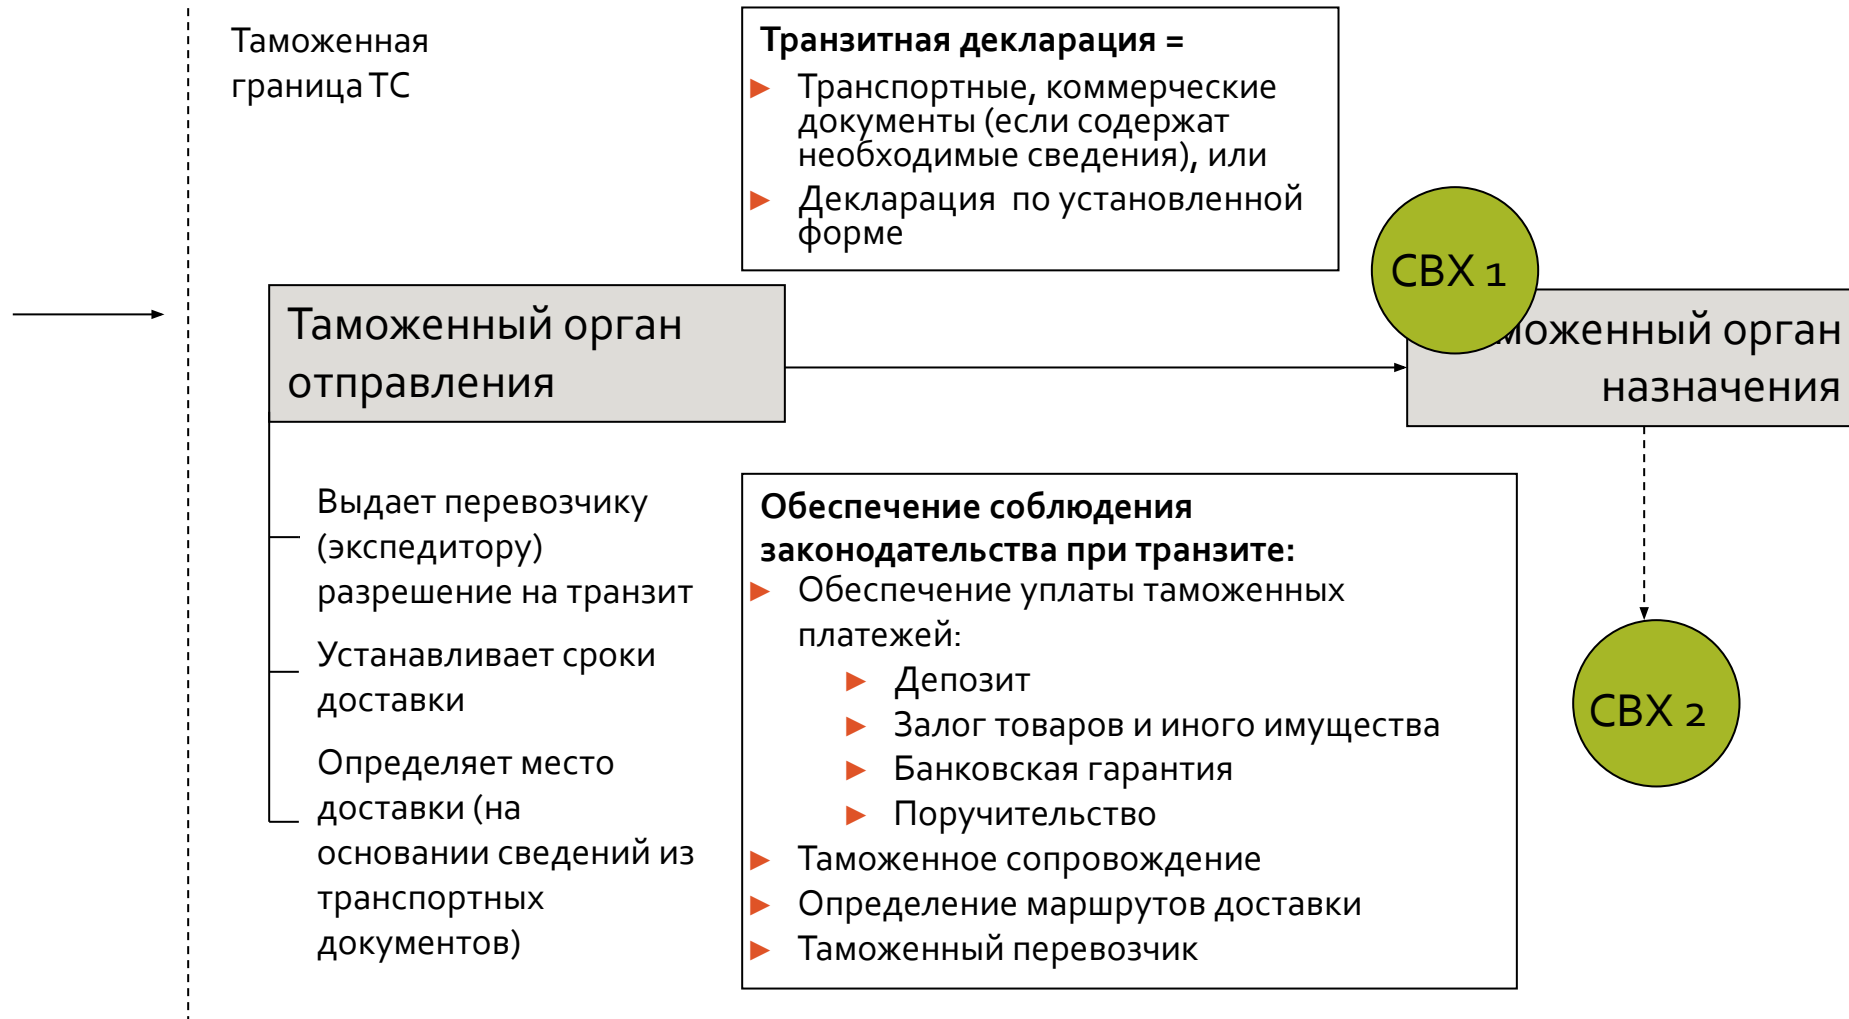 Таможенная
граница ТС
Транзитная декларация =
Транспортные, коммерческие
документы (если содержат
необходимые сведения), или
Декларация по установленной
форме
СВХ 1
Таможенный орган
отправления
моженный орган
назначения
Выдает перевозчику
(экспедитору)
разрешение на транзит
Устанавливает сроки
доставки
Определяет место
доставки (на
основании сведений из
транспортных
документов)
Обеспечение соблюдения
законодательства при транзите:
Обеспечение уплаты таможенных
платежей:
Депозит
Залог товаров и иного имущества
Банковская гарантия
Поручительство
Таможенное сопровождение
Определение маршрутов доставки
Таможенный перевозчик
СВХ 2